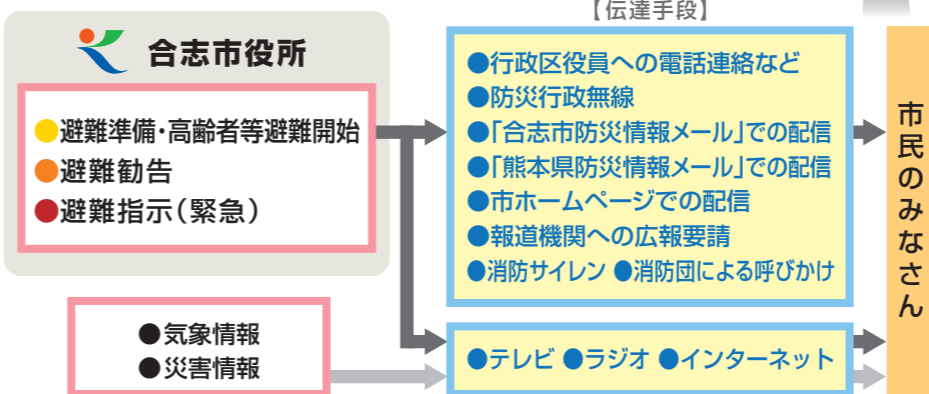 【伝達手段】
合志市役所
●避難準備・高齢者等避難開始
●避難勧告
●避難指示（緊急）
●行政区役員への電話連絡など
●防災行政無線
●「合志市防災情報メール」での配信
●「熊本県防災情報メール」での配信
●市ホームページでの配信
●報道機関への広報要請
●消防サイレン ●消防団による呼びかけ
●気象情報
●災害情報
●テレビ ●ラジオ ●インターネット
市民のみなさん